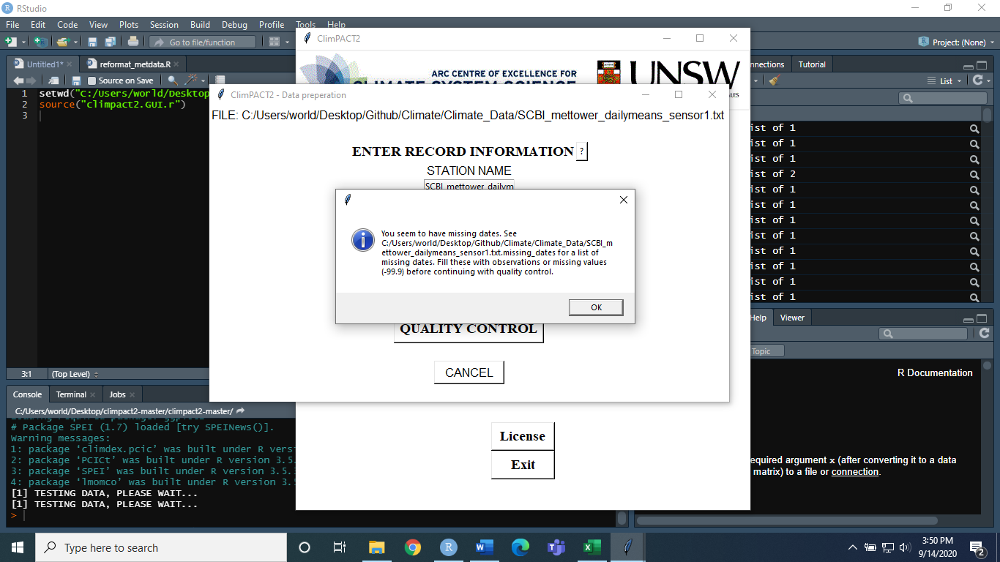 RStudio
File Edit Code View Plots Session Build Debug Profile Tools Help
Go to file/function
Project: (None)
Untitled1*
reformat_metdata.R
Source on Save
1 setwd("C:/Users/world/Desktop
2 source("climpact2.GUI.r")
3
3:1 (Top Level)
Console Terminal Jobs
C:/Users/world/Desktop/climpact2-master/climpact2-master/
# Package SPEI (1.7) loaded [try SPEINews()].
Warning messages:
1: package ‘climdex.pcic’ was built under R versi
2: package ‘PCICt’ was built under R version 3.5.
3: package ‘SPEI’ was built under R version 3.5.
4: package ‘lmomco’ was built under R version 3.5
[1] TESTING DATA, PLEASE WAIT...
[1] TESTING DATA, PLEASE WAIT...
>
ClimPACT2
ARC CENTRE OF EXCELLENCE FOR
CLIMATE SYSTEM SCIENCE
UNSW
ClimPACT2 - Data preperation
FILE: C:/Users/world/Desktop/Github/Climate/Climate_Data/SCBI_mettower_dailymeans_sensor1.txt
ENTER RECORD INFORMATION ?
STATION NAME
SCBI_mettower_dailym
You seem to have missing dates. See
C:/Users/world/Desktop/Github/Climate/Climate_Data/SCBI_m
ettower_dailymeans_sensor1.txt.missing_dates for a list of
missing dates. Fill these with observations or missing values
(-99.9) before continuing with quality control.
OK
QUALITY CONTROL
CANCEL
License
Exit
nnections Tutorial
List
ist of 1
ist of 1
ist of 1
ist of 2
ist of 1
ist of 1
ist of 1
ist of 1
ist of 1
ist of 1
ist of 1
ist of 1
Help Viewer
Topic
R Documentation
equired argument x (after converting it to a data
matrix) to a file or connection.
Type here to search
3:50 PM
9/14/2020
2